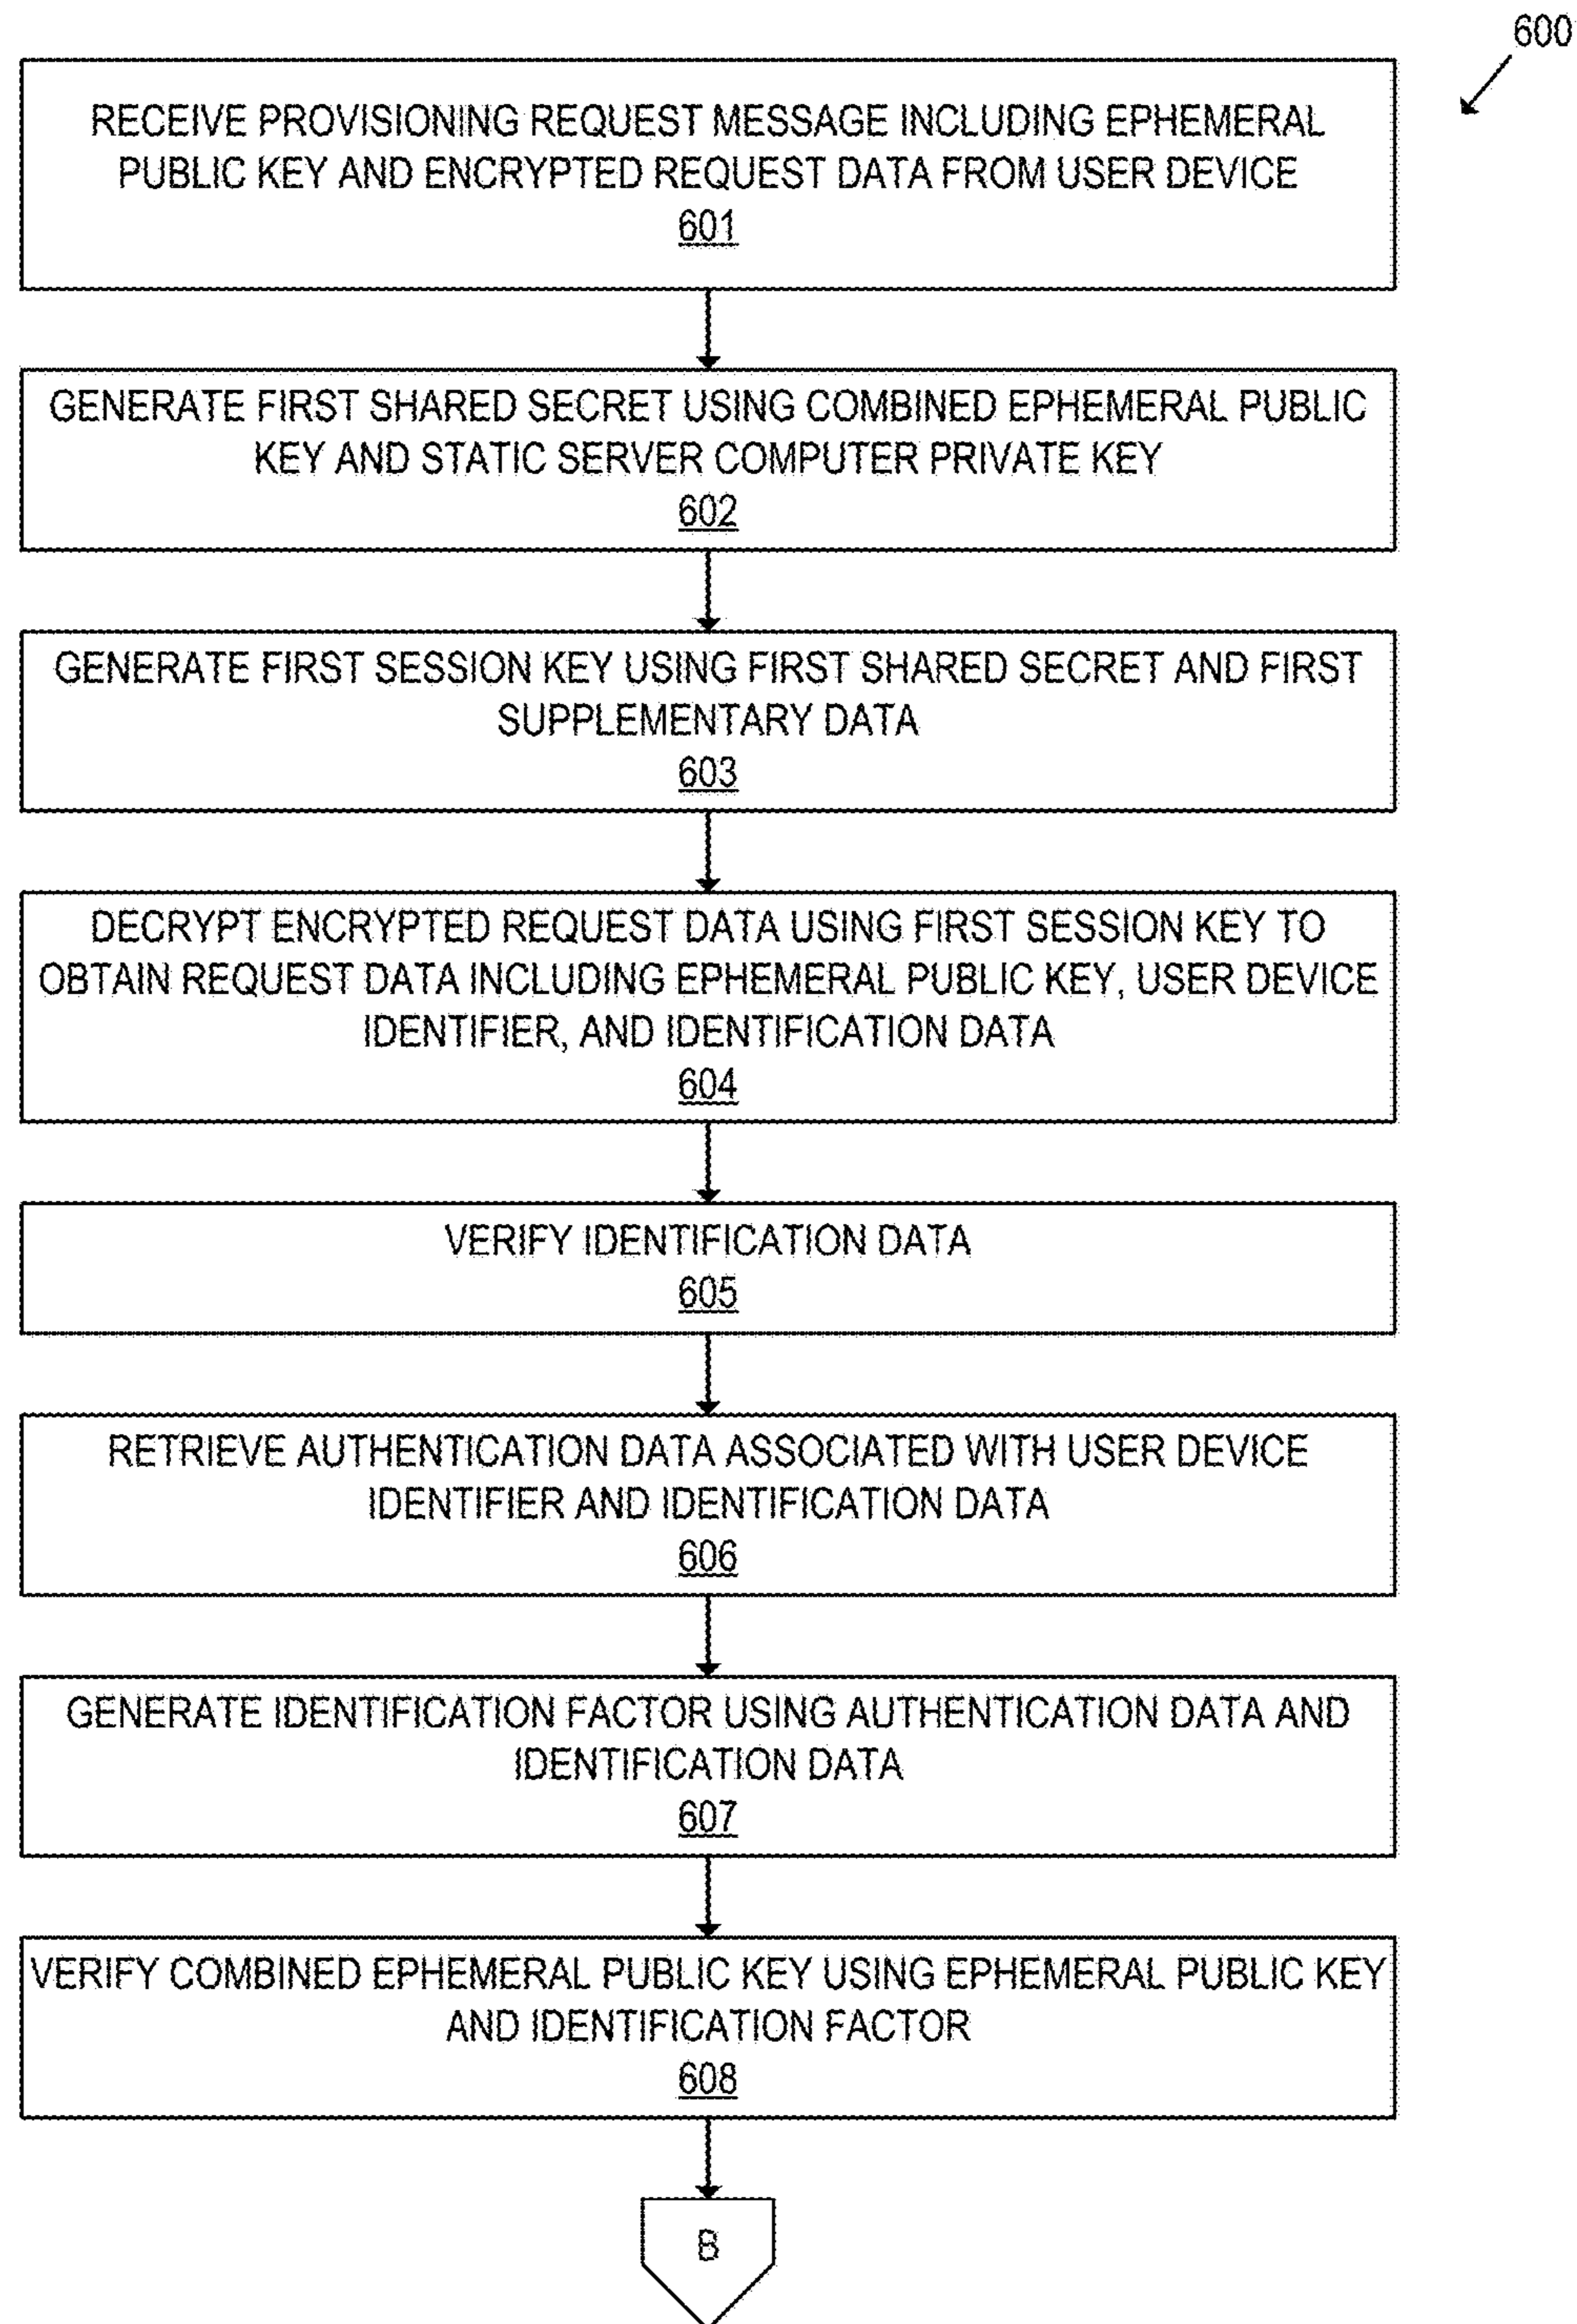 600
RECEIVE PROVISIONING REQUEST MESSAGE INCLUDING EPHEMERAL
PUBLIC KEY AND ENCRYPTED REQUEST DATA FROM USER DEVICE
601
GENERATE FIRST SHARED SECRET USING COMBINED EPHEMERAL PUBLIC
KEY AND STATIC SERVER COMPUTER PRIVATE KEY
602
GENERATE FIRST SESSION KEY USING FIRST SHARED SECRET AND FIRST
SUPPLEMENTARY DATA
603
DECRYPT ENCRYPTED REQUEST DATA USING FIRST SESSION KEY TO
OBTAIN REQUEST DATA INCLUDING EPHEMERAL PUBLIC KEY, USER DEVICE
IDENTIFIER, AND IDENTIFICATION DATA
604
VERIFY IDENTIFICATION DATA
605
RETRIEVE AUTHENTICATION DATA ASSOCIATED WITH USER DEVICE
IDENTIFIER AND IDENTIFICATION DATA
606
GENERATE IDENTIFICATION FACTOR USING AUTHENTICATION DATA AND
IDENTIFICATION DATA
607
VERIFY COMBINED EPHEMERAL PUBLIC KEY USING EPHEMERAL PUBLIC KEY
AND IDENTIFICATION FACTOR
608
B